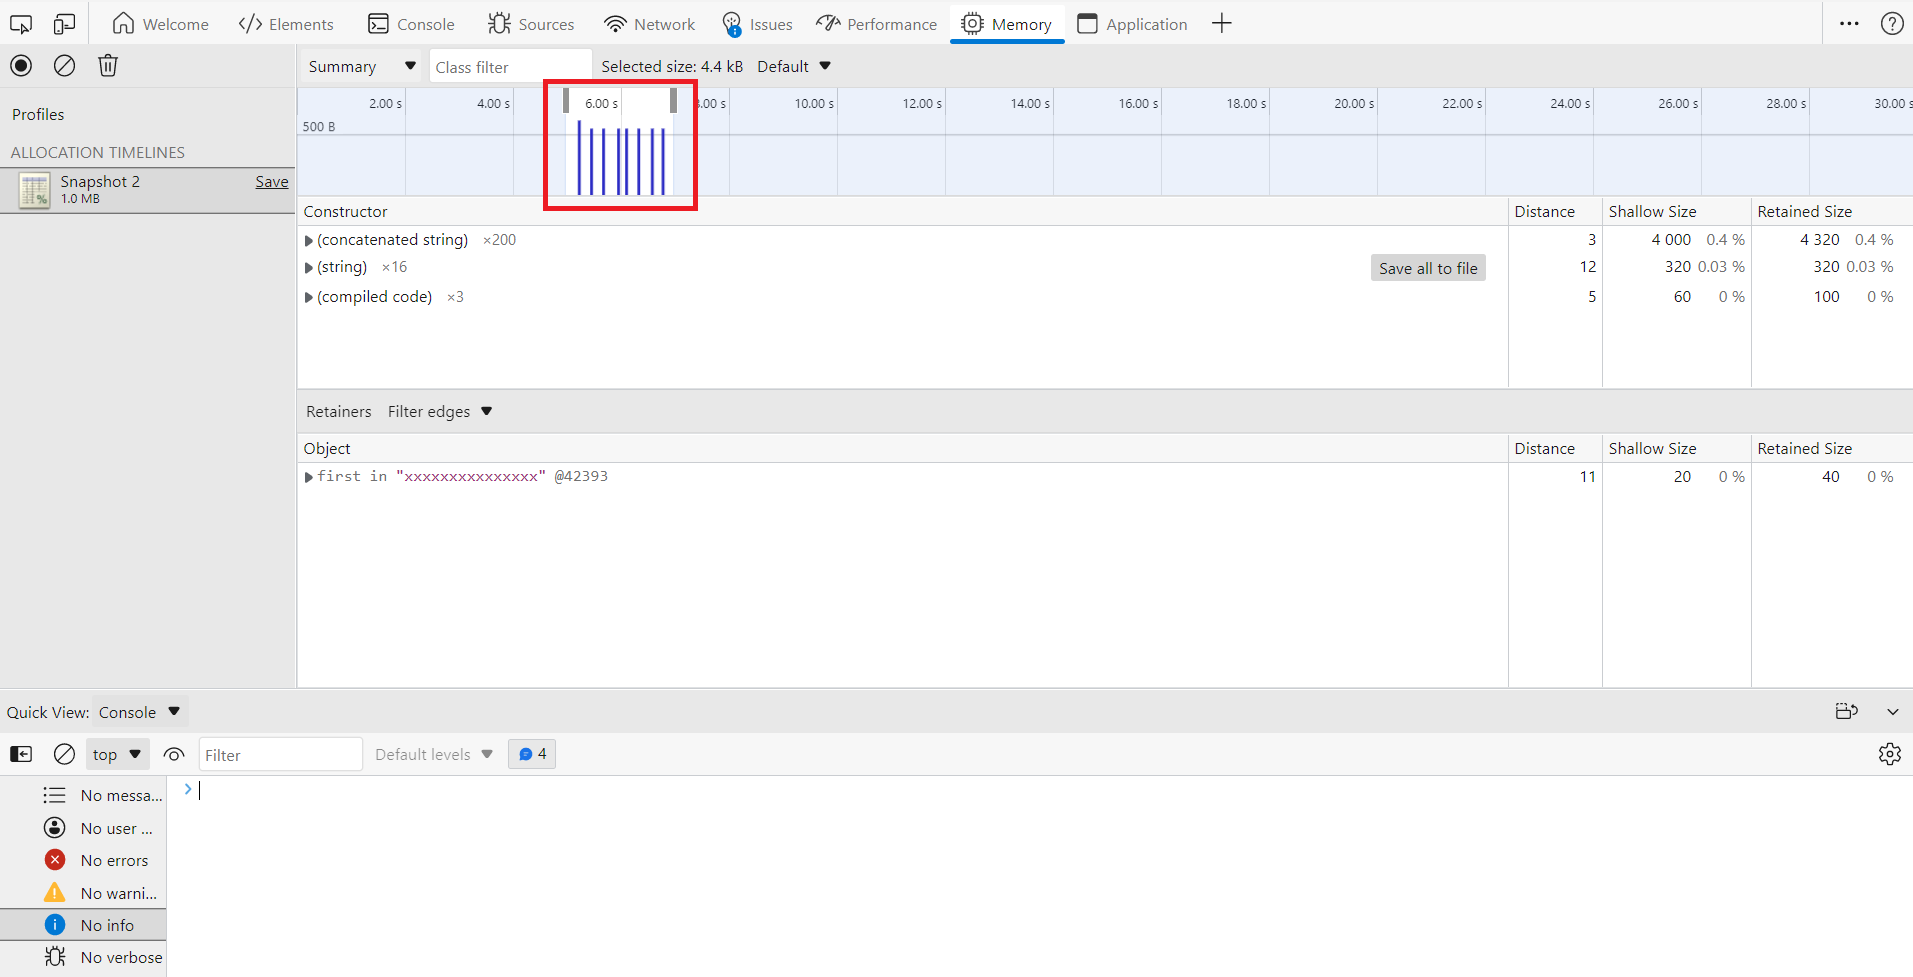 Welcome Elements Console Sources Network Issues Performance Memory Application
Summary Class filter Selected size: 4.4 kB Default
Profiles
ALLOCATION TIMELINES
Snapshot 2 Save
1.0 MB
2.00 s 4.00 s 6.00 s 8.00 s 10.00 s 12.00 s 14.00 s 16.00 s 18.00 s 20.00 s 22.00 s 24.00 s 26.00 s 28.00 s 30.00 s
500 B
Constructor Distance Shallow Size Retained Size
(concatenated string) ×200 3 4 000 0.4 % 4 320 0.4 %
(string) ×16 Save all to file 12 320 0.03 % 320 0.03 %
(compiled code) ×3 5 60 0 % 100 0 %
Retainers Filter edges
Object Distance Shallow Size Retained Size
first in "xxxxxxxxxxxxxxx" @42393 11 20 0 % 40 0 %
Quick View: Console
top Filter Default levels 4
No messa...
No user ...
No errors
No warni...
No info
No verbose